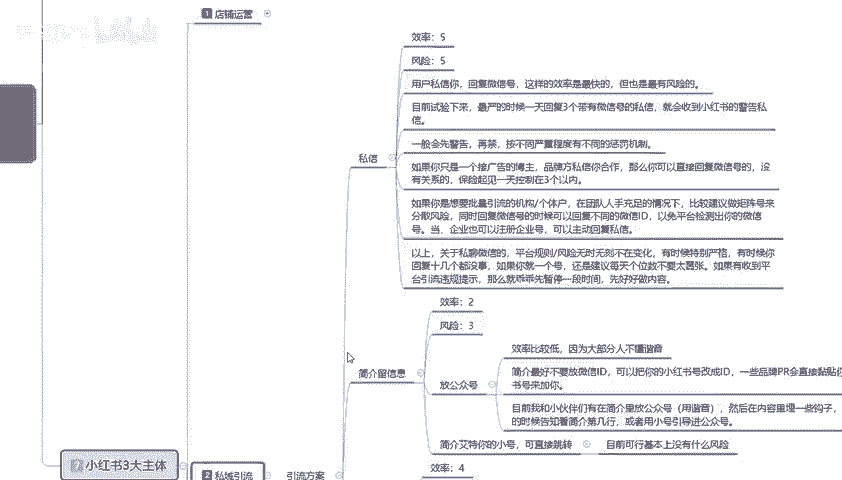 1 店铺运营
效率：5
风险：5
用户私信你，回复微信号，这样的效率是最快的，但也是最有风险的。
目前试验下来，最严的时候一天回复3个带有微信号的私信，就会收到小红书的警告私
信。
一般会先警告，再禁，按不同严重程度有不同的惩罚机制。
私信
如果你只是一个接广告的博主，品牌方私信你合作，那么你可以直接回复微信号的，没
有关系的，保险起见一天控制在3个以内。
如果你是想要批量引流的机构/个体户，在团队人手充足的情况下，比较建议做矩阵号来
分散风险，同时回复微信号的时候可以回复不同的微信ID，以免平台检测出你的微信
号。当，企业也可以注册企业号，可以主动回复私信。
以上，关于私聊微信的，平台规则/风险无时无刻不在变化，有时候特别严格，有时候你
回复十几个都没事，如果你就一个号，还是建议每天个位数不要太嚣张。如果有收到平
台引流违规提示，那么就乖乖先暂停一段时间，先好好做内容。
效率：2
风险：3
效率比较低，因为大部分人不懂谐音
简介留信息
放公众号
简介最好不要放微信ID，可以把你的小红书号改成ID，一些品牌PR会直接黏贴你
书号来加你。
目前我和小伙伴们有在简介里放公众号（用谐音），然后在内容里埋一些钩子，
的时候告知看简介第几行，或者用小号引导进公众号。
简介艾特你的小号，可直接跳转
目前可行基本上没有什么风险
7 小红书3大主体
2 私域引流
引流方案
效率：4